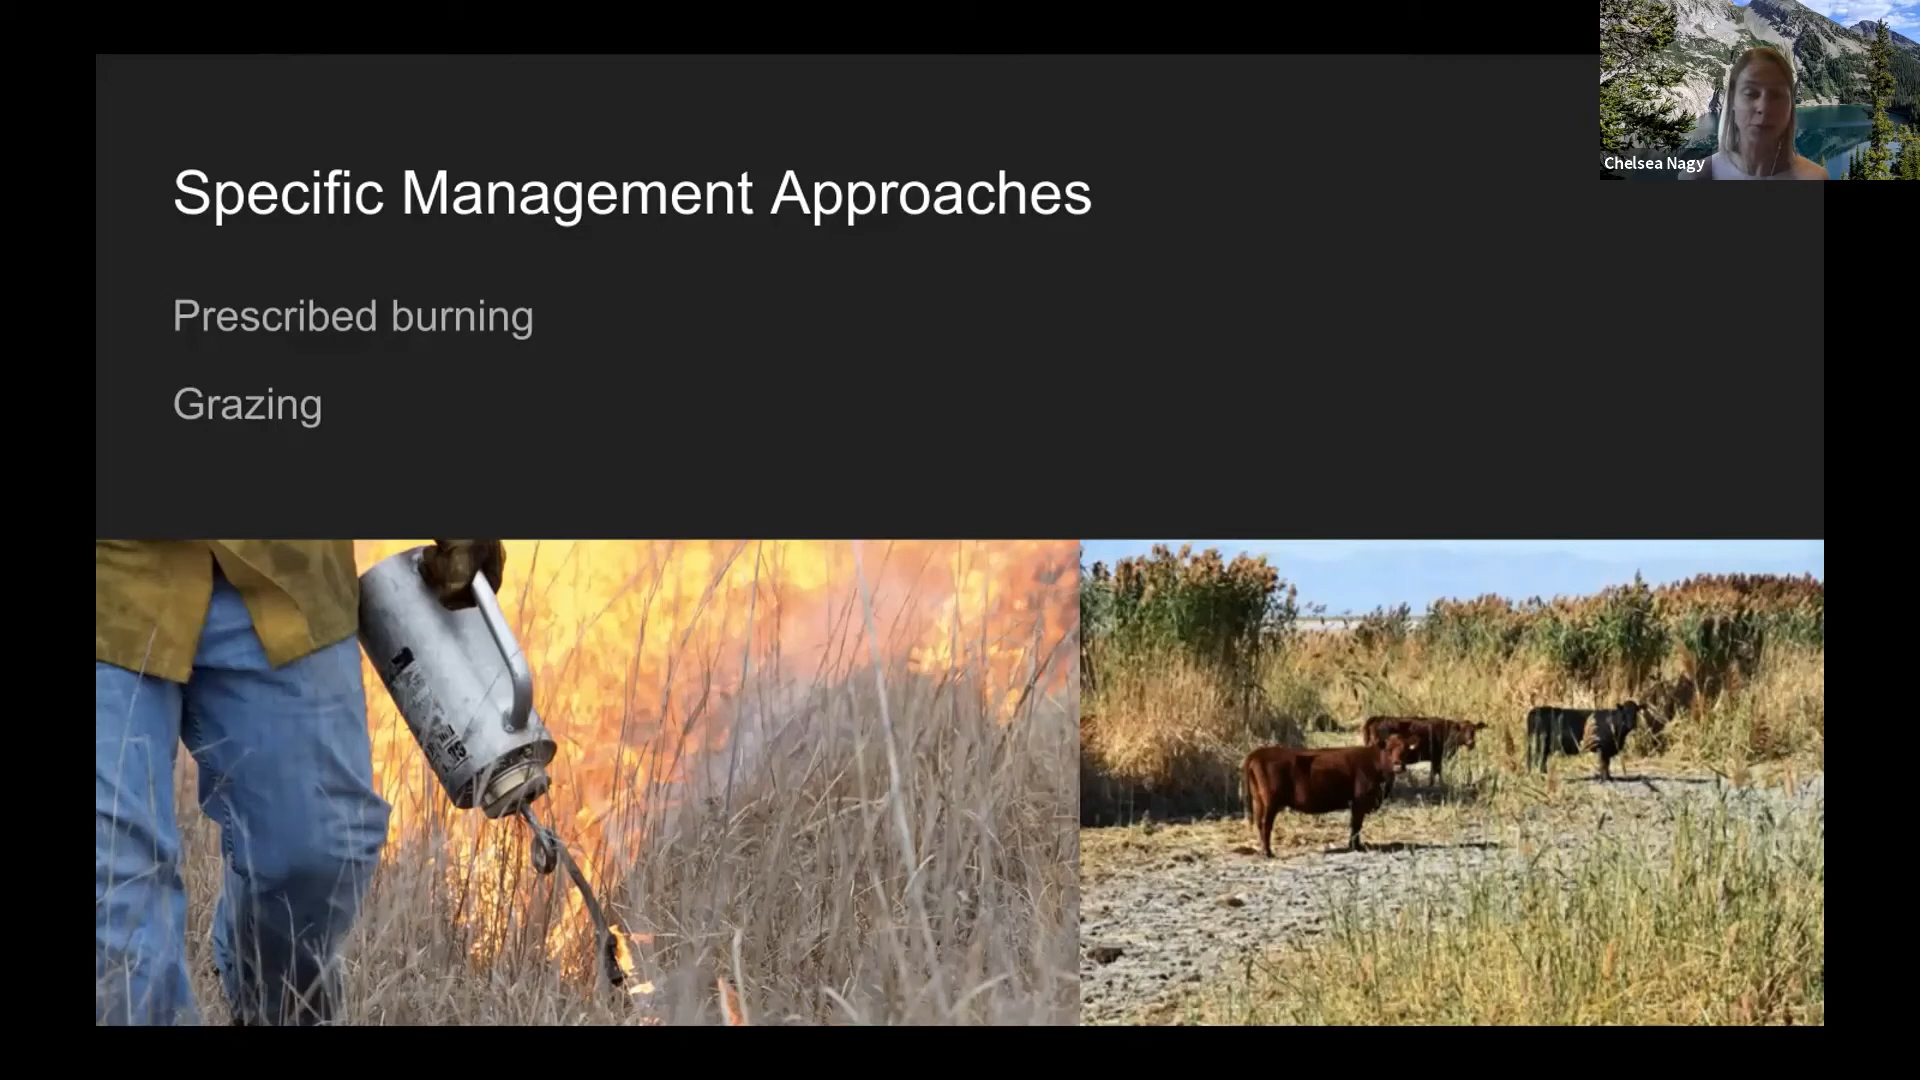 Specific Management Approaches
Prescribed burning
Grazing
Chelsea Nagy